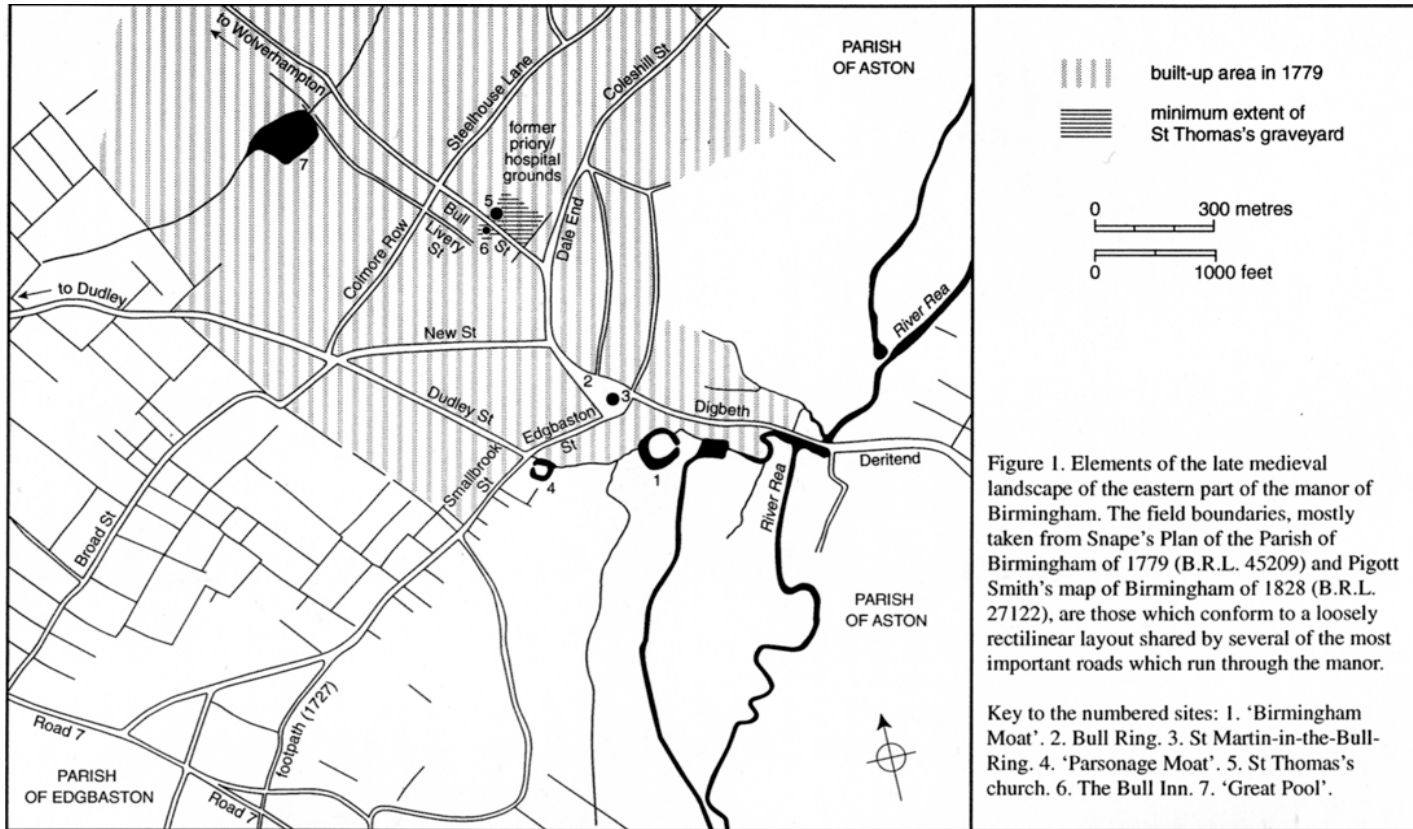 to Wolverhampton
Steelhouse Lane
Coleshill St
PARISH
OF ASTON
former
priory/
hospital
grounds
7
5
6
Bull
St
Livery
St
Dale End
Colmore Row
to Dudley
New St
River Rea
2
3
Dudley St
Edgbaston
St
Digbeth
Deritend
Smallbrook
St
4
1
River Rea
Broad St
PARISH
OF ASTON
footpath (1727)
Road 7
PARISH
OF EDGBASTON
Road 7
built-up area in 1779
minimum extent of
St Thomas's graveyard
0 300 metres
0 1000 feet
Figure 1. Elements of the late medieval
landscape of the eastern part of the manor of
Birmingham. The field boundaries, mostly
taken from Snape's Plan of the Parish of
Birmingham of 1779 (B.R.L. 45209) and Pigott
Smith's map of Birmingham of 1828 (B.R.L.
27122), are those which conform to a loosely
rectilinear layout shared by several of the most
important roads which run through the manor.
Key to the numbered sites: 1. ‘Birmingham
Moat’. 2. Bull Ring. 3. St Martin-in-the-Bull-
Ring. 4. ‘Parsonage Moat’. 5. St Thomas's
church. 6. The Bull Inn. 7. ‘Great Pool’.